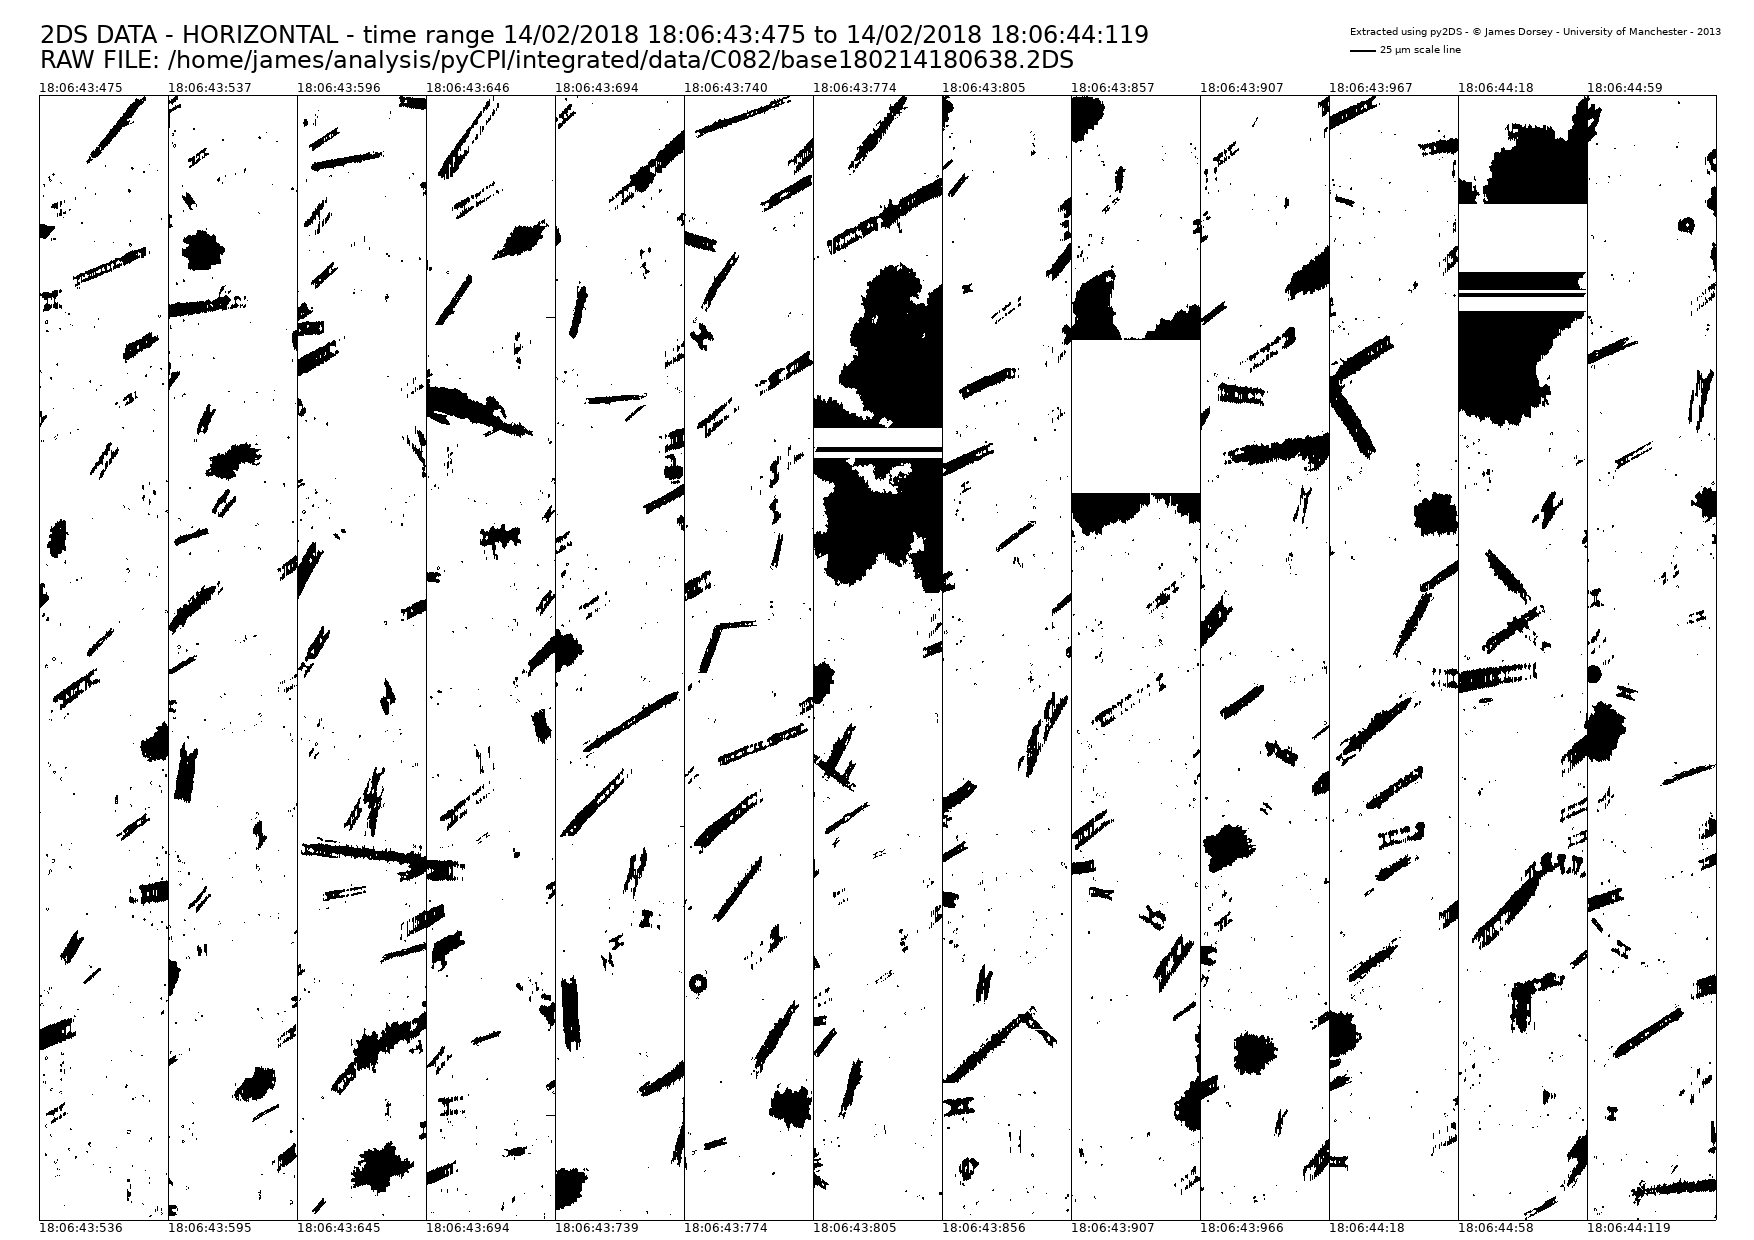 2DS DATA - HORIZONTAL - time range 14/02/2018 18:06:43:475 to 14/02/2018 18:06:44:119
RAW FILE: /home/james/analysis/pyCPI/integrated/data/C082/base180214180638.2DS
Extracted using py2DS - © James Dorsey - University of Manchester - 2013
25 µm scale line
18:06:43:475 18:06:43:537 18:06:43:596 18:06:43:646 18:06:43:694 18:06:43:740 18:06:43:774 18:06:43:805 18:06:43:857 18:06:43:907 18:06:43:967 18:06:44:18 18:06:44:59
18:06:43:536 18:06:43:595 18:06:43:645 18:06:43:694 18:06:43:739 18:06:43:774 18:06:43:805 18:06:43:856 18:06:43:907 18:06:43:966 18:06:44:18 18:06:44:58 18:06:44:119